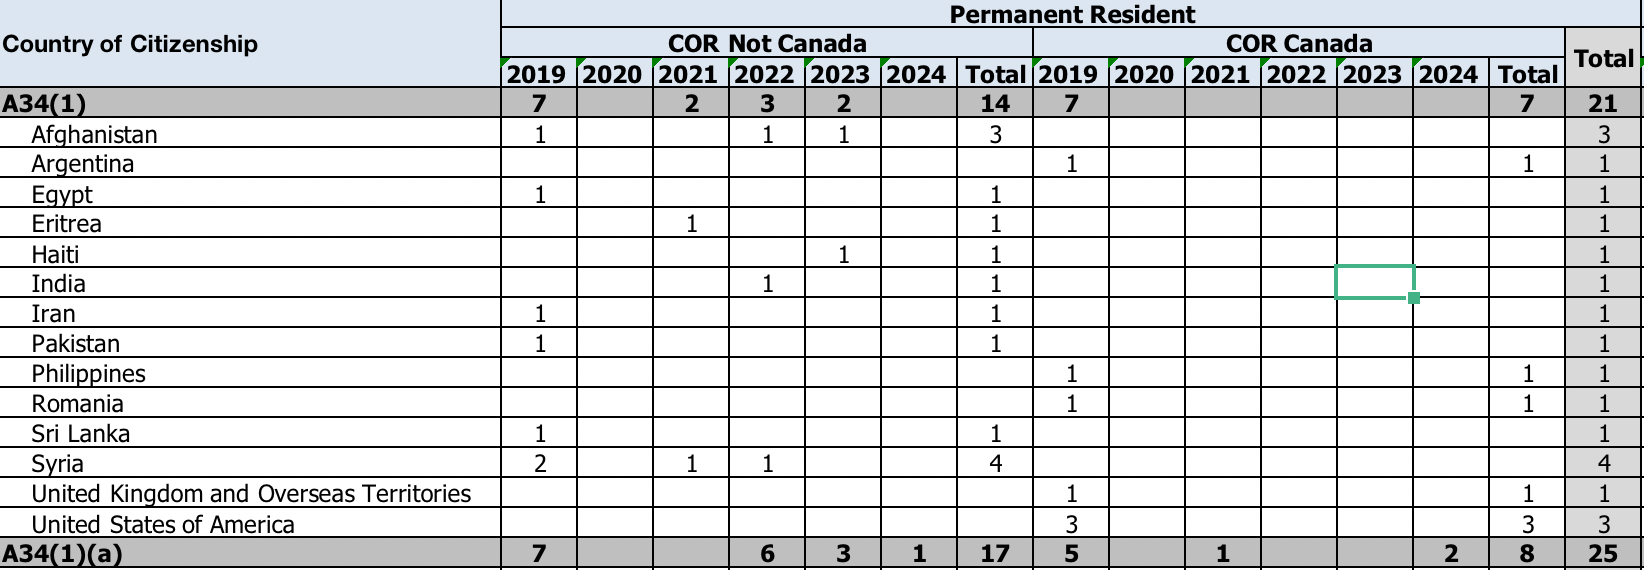 Permanent Resident
Country of Citizenship COR Not Canada COR Canada Total
2019 2020 2021 2022 2023 2024 Total 2019 2020 2021 2022 2023 2024 Total
A34(1) 7 2 3 2 14 7 7 21
Afghanistan 1 1 1 3 3
Argentina 1 1 1
Egypt 1 1 1
Eritrea 1 1 1
Haiti 1 1 1
India 1 1 1
Iran 1 1 1
Pakistan 1 1 1
Philippines 1 1 1
Romania 1 1 1
Sri Lanka 1 1 1
Syria 2 1 1 4 4
United Kingdom and Overseas Territories 1 1 1
United States of America 3 3 3
A34(1)(a) 7 6 3 1 17 5 1 2 8 25